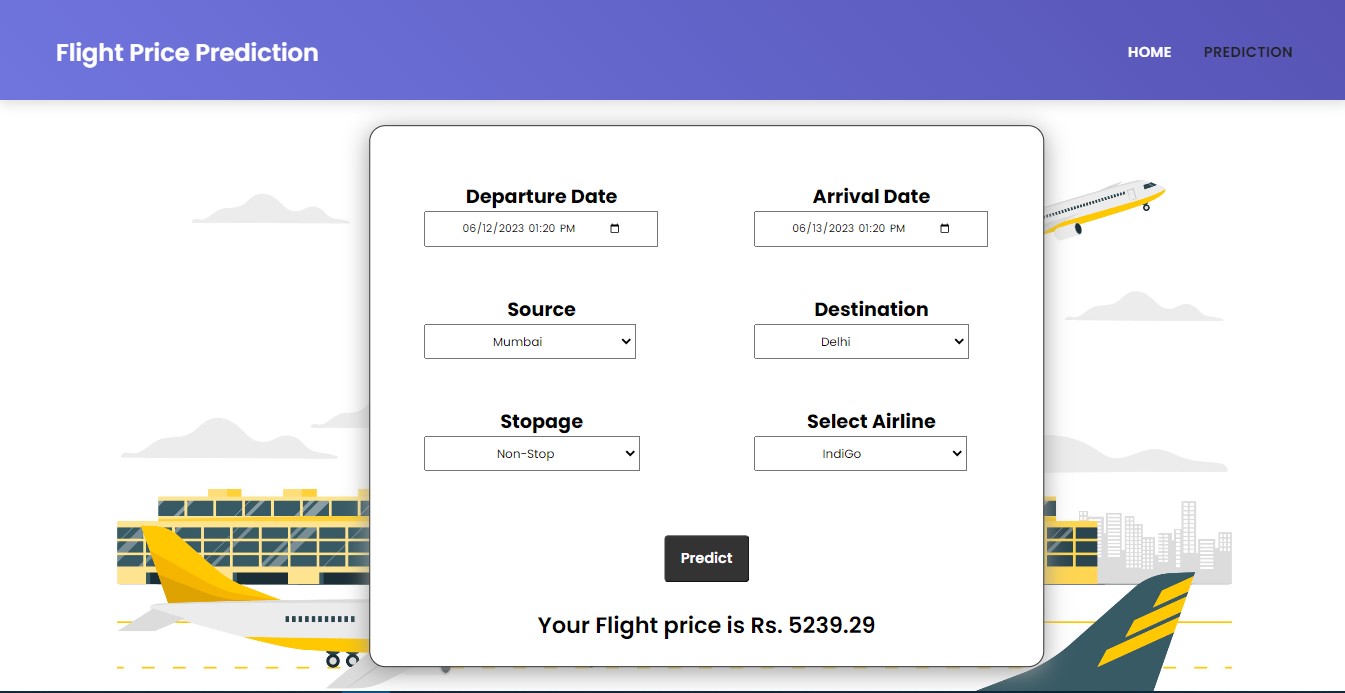 Flight Price Prediction
HOME PREDICTION
Departure Date Arrival Date
06/12/2023 01:20 PM 06/13/2023 01:20 PM
Source Destination
Mumbai Delhi
Stopage Select Airline
Non-Stop IndiGo
Predict
Your Flight price is Rs. 5239.29